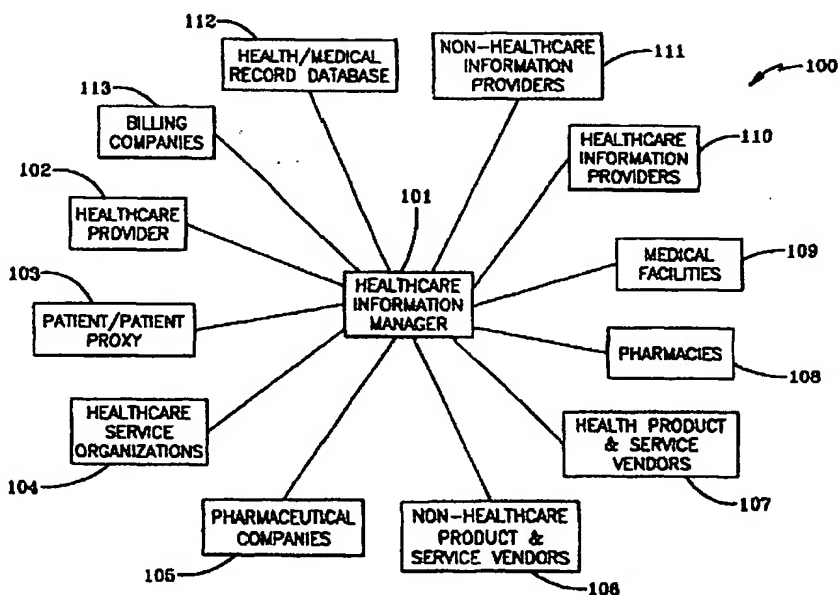 112
HEALTH/MEDICAL
RECORD DATABASE
NON-HEALTHCARE
INFORMATION
PROVIDERS
111
100
113
BILLING
COMPANIES
HEALTHCARE
INFORMATION
PROVIDERS
110
102
HEALTHCARE
PROVIDER
101
HEALTHCARE
INFORMATION
MANAGER
MEDICAL
FACILITIES
109
103
PATIENT/PATIENT
PROXY
PHARMACIES
108
HEALTHCARE
SERVICE
ORGANIZATIONS
104
HEALTH PRODUCT
& SERVICE
VENDORS
107
PHARMACEUTICAL
COMPANIES
105
NON-HEALTHCARE
PRODUCT &
SERVICE VENDORS
106